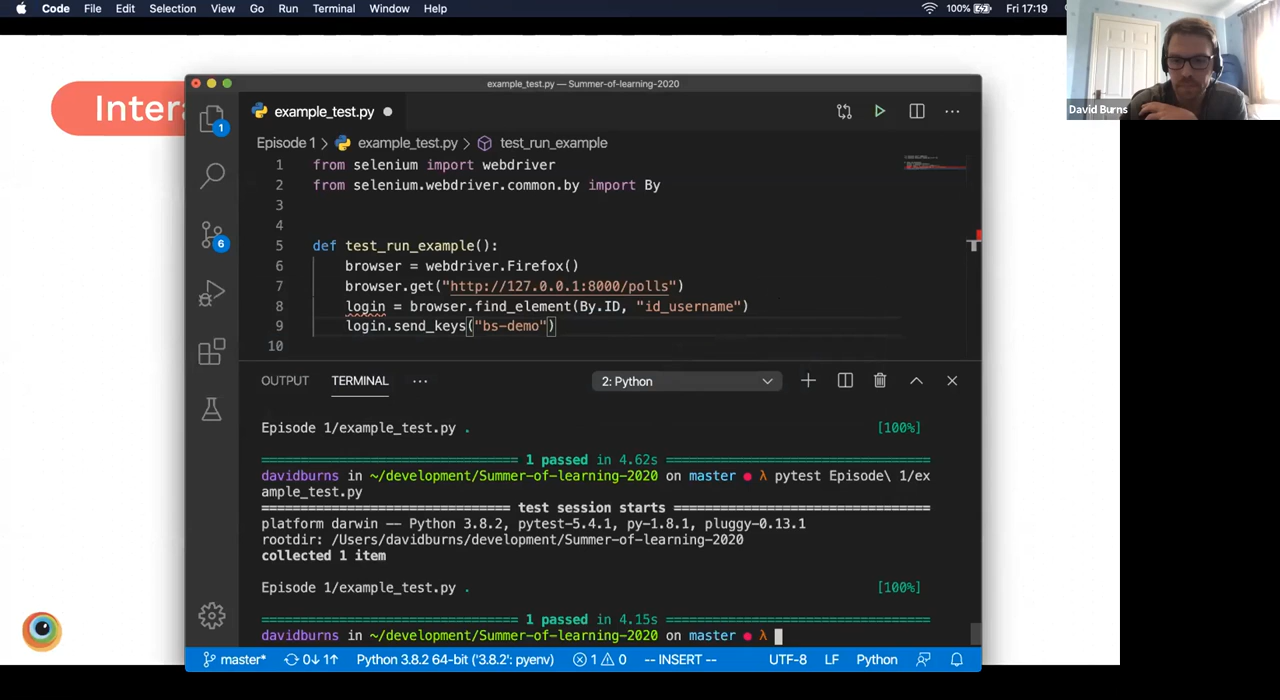 Code File Edit Selection View Go Run Terminal Window Help 100% Fri 17:19
David Burns
Intera
example_test.py — Summer-of-learning-2020
example_test.py
Episode 1 > example_test.py > test_run_example
1 from selenium import webdriver
2 from selenium.webdriver.common.by import By
3
4
5 def test_run_example():
6 browser = webdriver.Firefox()
7 browser.get("http://127.0.0.1:8000/polls")
8 login = browser.find_element(By.ID, "id_username")
9 login.send_keys("bs-demo")
10
1
6
OUTPUT TERMINAL ··· 2: Python
Episode 1/example_test.py . [100%]
=== 1 passed in 4.62s ===
davidburns in ~/development/Summer-of-learning-2020 on master ● λ pytest Episode\ 1/ex
ample_test.py
=== test session starts ===
platform darwin -- Python 3.8.2, pytest-5.4.1, py-1.8.1, pluggy-0.13.1
rootdir: /Users/davidburns/development/Summer-of-learning-2020
collected 1 item
Episode 1/example_test.py . [100%]
=== 1 passed in 4.15s ===
davidburns in ~/development/Summer-of-learning-2020 on master ● λ
master* 0↓ 1↑ Python 3.8.2 64-bit ('3.8.2': pyenv) 1 0 -- INSERT -- UTF-8 LF Python